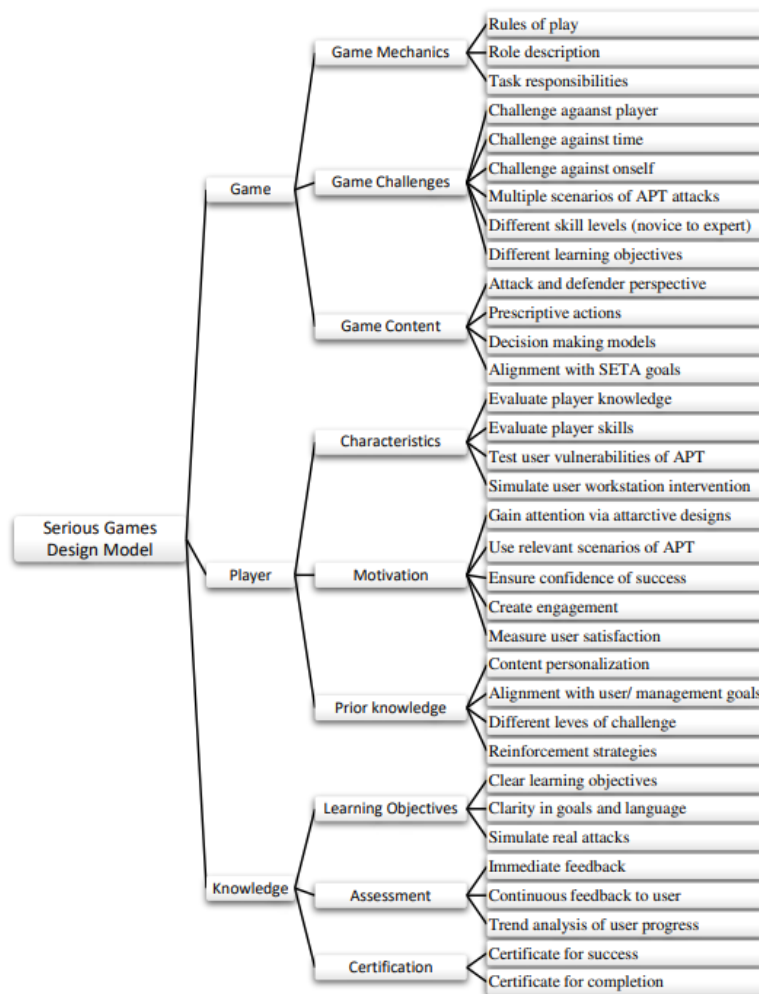 Serious Games
Design Model
Game
Game Mechanics
Rules of play
Role description
Task responsibilities
Game Challenges
Challenge agaanst player
Challenge against time
Challenge against onself
Multiple scenarios of APT attacks
Different skill levels (novice to expert)
Different learning objectives
Game Content
Attack and defender perspective
Prescriptive actions
Decision making models
Alignment with SETA goals
Player
Characteristics
Evaluate player knowledge
Evaluate player skills
Test user vulnerabilities of APT
Simulate user workstation intervention
Motivation
Gain attention via attarctive designs
Use relevant scenarios of APT
Ensure confidence of success
Create engagement
Measure user satisfaction
Prior knowledge
Content personalization
Alignment with user/ management goals
Different leves of challenge
Reinforcement strategies
Knowledge
Learning Objectives
Clear learning objectives
Clarity in goals and language
Simulate real attacks
Assessment
Immediate feedback
Continuous feedback to user
Trend analysis of user progress
Certification
Certificate for success
Certificate for completion